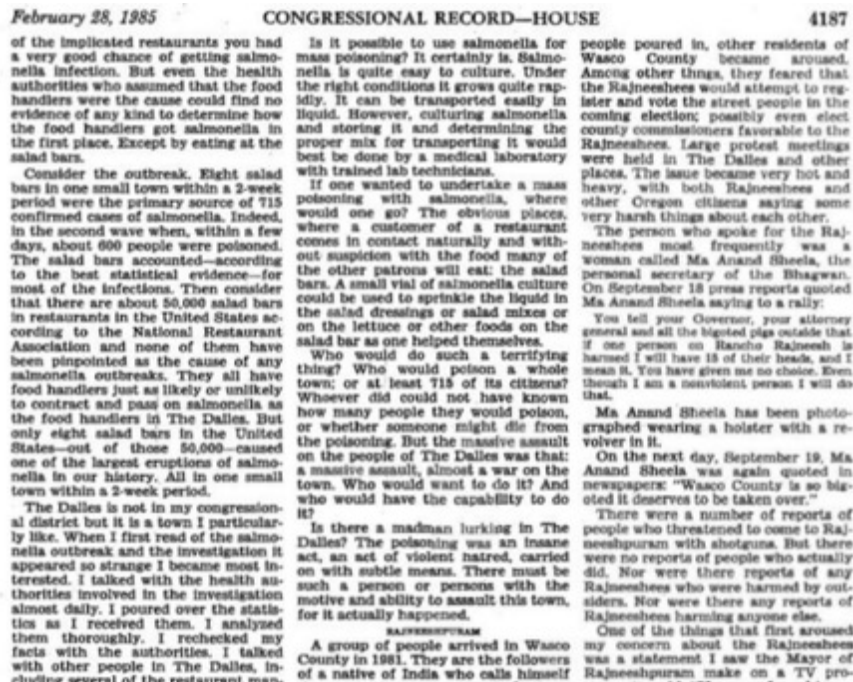 February 28, 1985
CONGRESSIONAL RECORD—HOUSE
4187
of the implicated restaurants you had
a very good chance of getting salmo-
nella infection. But even the health
authorities who assumed that the food
handlers were the cause could find no
evidence of any kind to determine how
the food handlers got salmonella in
the first place. Except by eating at the
salad bars.
Consider the outbreak. Eight salad
bars in one small town within a 2-week
period were the primary source of 715
confirmed cases of salmonella. Indeed,
in the second wave when, within a few
days, about 600 people were poisoned.
The salad bars accounted—according
to the best statistical evidence—for
most of the infections. Then consider
that there are about 50,000 salad bars
in restaurants in the United States ac-
cording to the National Restaurant
Association and none of them have
been pinpointed as the cause of any
salmonella outbreaks. They all have
food handlers just as likely or unlikely
to contract and pass on salmonella as
the food handlers in The Dalles. But
only eight salad bars in the United
States—out of those 50,000—caused
one of the largest eruptions of salmo-
nella in our history. All in one small
town within a 2-week period.
The Dalles is not in my congression-
al district but it is a town I particular-
ly like. When I first read of the salmo-
nella outbreak and the investigation it
appeared so strange I became most in-
terested. I talked with the health au-
thorities involved in the investigation
almost daily. I poured over the statis-
tics as I received them. I analyzed
them thoroughly. I rechecked my
facts with the authorities. I talked
with other people in The Dalles, in-
cluding several of the restaurant man-
Is it possible to use salmonella for
mass poisoning? It certainly is. Salmo-
nella is quite easy to culture. Under
the right conditions it grows quite rap-
idly. It can be transported easily in
liquid. However, culturing salmonella
and storing it and determining the
proper mix for transporting it would
best be done by a medical laboratory
with trained lab technicians.
If one wanted to undertake a mass
poisoning with salmonella, where
would one go? The obvious places,
where a customer of a restaurant
comes in contact naturally and with-
out suspicion with the food many of
the other patrons will eat: the salad
bars. A small vial of salmonella culture
could be used to sprinkle the liquid in
the salad dressings or salad mixes or
on the lettuce or other foods on the
salad bar as one helped themselves.
Who would do such a terrifying
thing? Who would poison a whole
town; or at least 715 of its citizens?
Whoever did could not have known
how many people they would poison,
or whether someone might die from
the poisoning. But the massive assault
on the people of The Dalles was that:
a massive assault, almost a war on the
town. Who would want to do it? And
who would have the capability to do
it?
Is there a madman lurking in The
Dalles? The poisoning was an insane
act, an act of violent hatred, carried
on with subtle means. There must be
such a person or persons with the
motive and ability to assault this town,
for it actually happened.
RAJNEESHPURAM
A group of people arrived in Wasco
County in 1981. They are the followers
of a native of India who calls himself
people poured in, other residents of
Wasco County became aroused.
Among other things, they feared that
the Rajneeshees would attempt to reg-
ister and vote the street people in the
coming election; possibly even elect
county commissioners favorable to the
Rajneeshees. Large protest meetings
were held in The Dalles and other
places. The issue became very hot and
heavy, with both Rajneeshees and
other Oregon citizens saying some
very harsh things about each other.
The person who spoke for the Raj-
neeshees most frequently was a
woman called Ma Anand Sheela, the
personal secretary of the Bhagwan.
On September 18 press reports quoted
Ma Anand Sheela saying to a rally:
You tell your Governor, your attorney
general and all the bigoted pigs outside that
if one person on Rancho Rajneesh is
harmed I will have 15 of their heads, and I
mean it. You have given me no choice. Even
though I am a nonviolent person I will do
that.
Ma Anand Sheela has been photo-
graphed wearing a holster with a re-
volver in it.
On the next day, September 19, Ma
Anand Sheela was again quoted in
newspapers: "Wasco County is so big-
oted it deserves to be taken over."
There were a number of reports of
people who threatened to come to Raj-
neeshpuram with shotguns. But there
were no reports of people who actually
did. Nor were there reports of any
Rajneeshees who were harmed by out-
siders. Nor were there any reports of
Rajneeshees harming anyone else.
One of the things that first aroused
my concern about the Rajneeshees
was a statement I saw the Mayor of
Rajneeshpuram make on a TV pro-